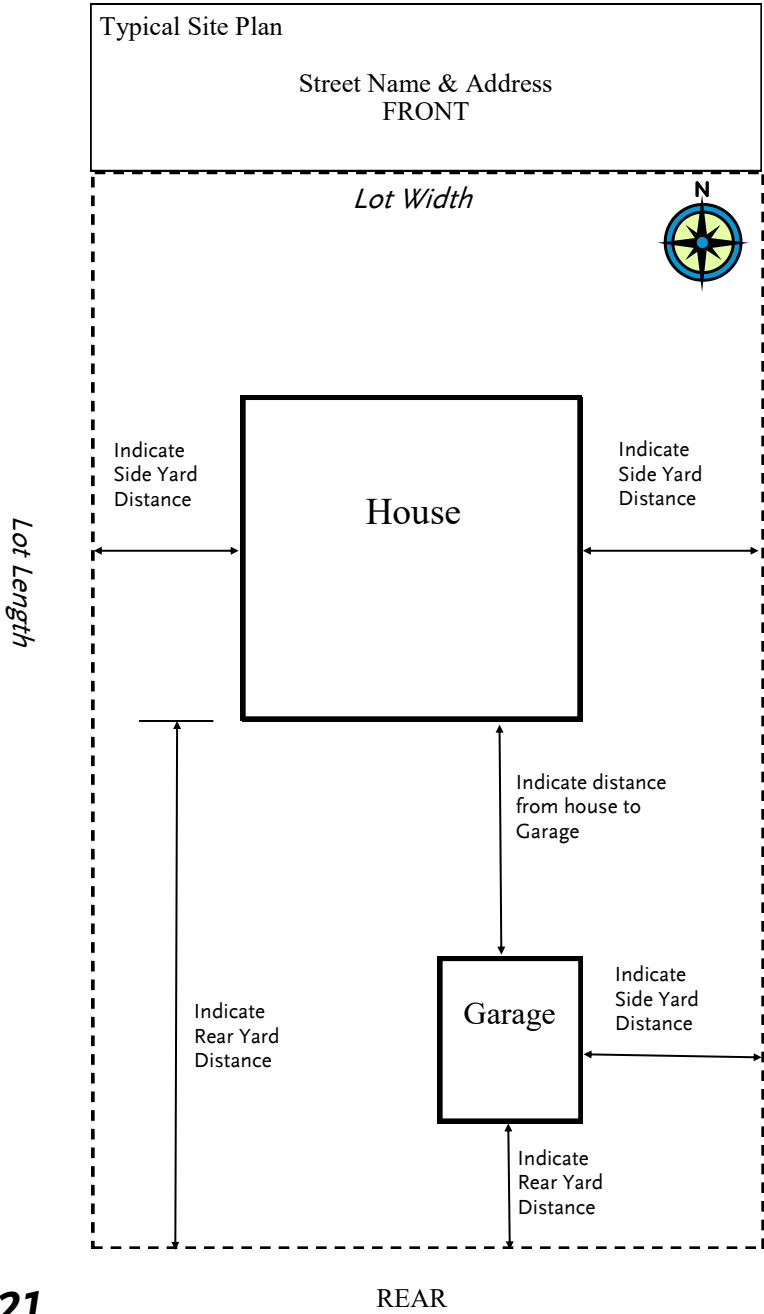 Typical Site Plan
Street Name & Address
FRONT
Lot Width
N
Indicate
Side Yard
Distance
Indicate
Side Yard
Distance
House
Lot Length
Indicate distance
from house to
Garage
Indicate
Side Yard
Distance
Garage
Indicate
Rear Yard
Distance
Indicate
Rear Yard
Distance
REAR
21